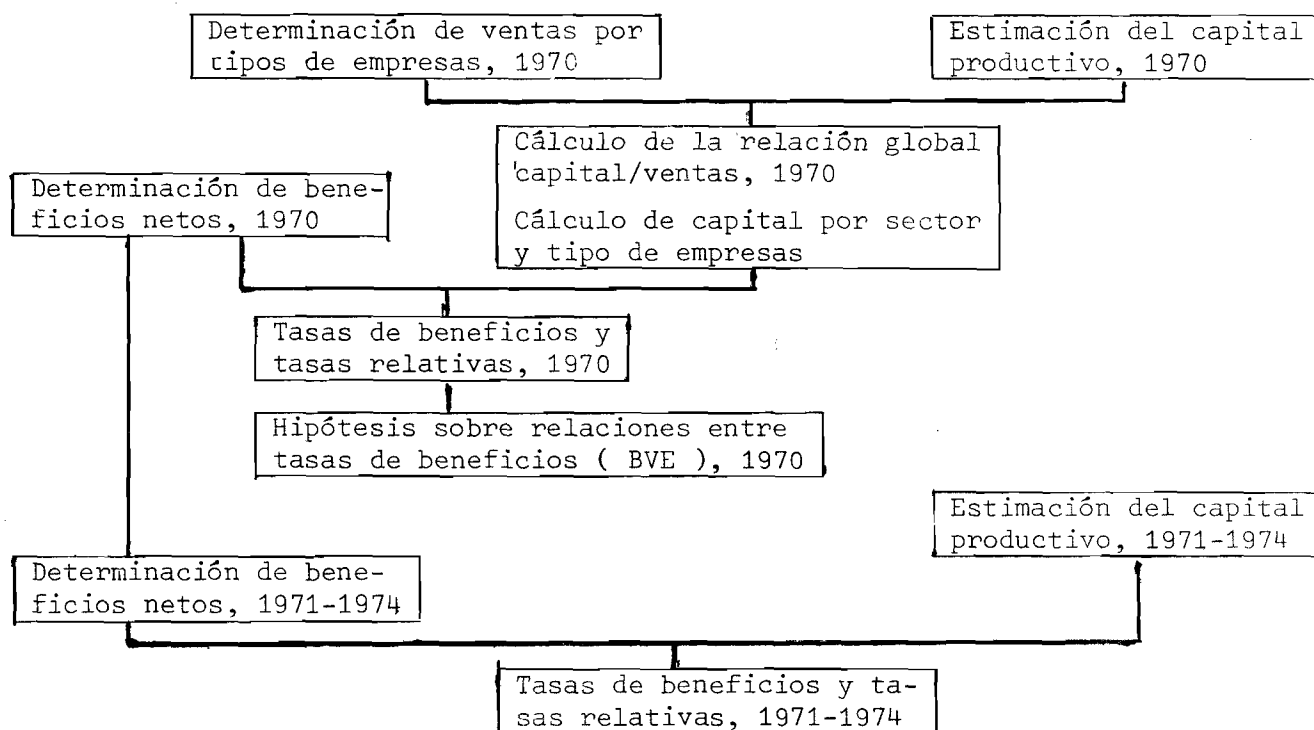 Determinación de ventas por
tipos de empresas, 1970
Estimación del capital
productivo, 1970
Cálculo de la relación global
capital/ventas, 1970
Cálculo de capital por sector
y tipo de empresas
Determinación de bene-
ficios netos, 1970
Tasas de beneficios y
tasas relativas, 1970
Hipótesis sobre relaciones entre
tasas de beneficios ( BVE ), 1970
Estimación del capital
productivo, 1971-1974
Determinación de bene-
ficios netos, 1971-1974
Tasas de beneficios y ta-
sas relativas, 1971-1974